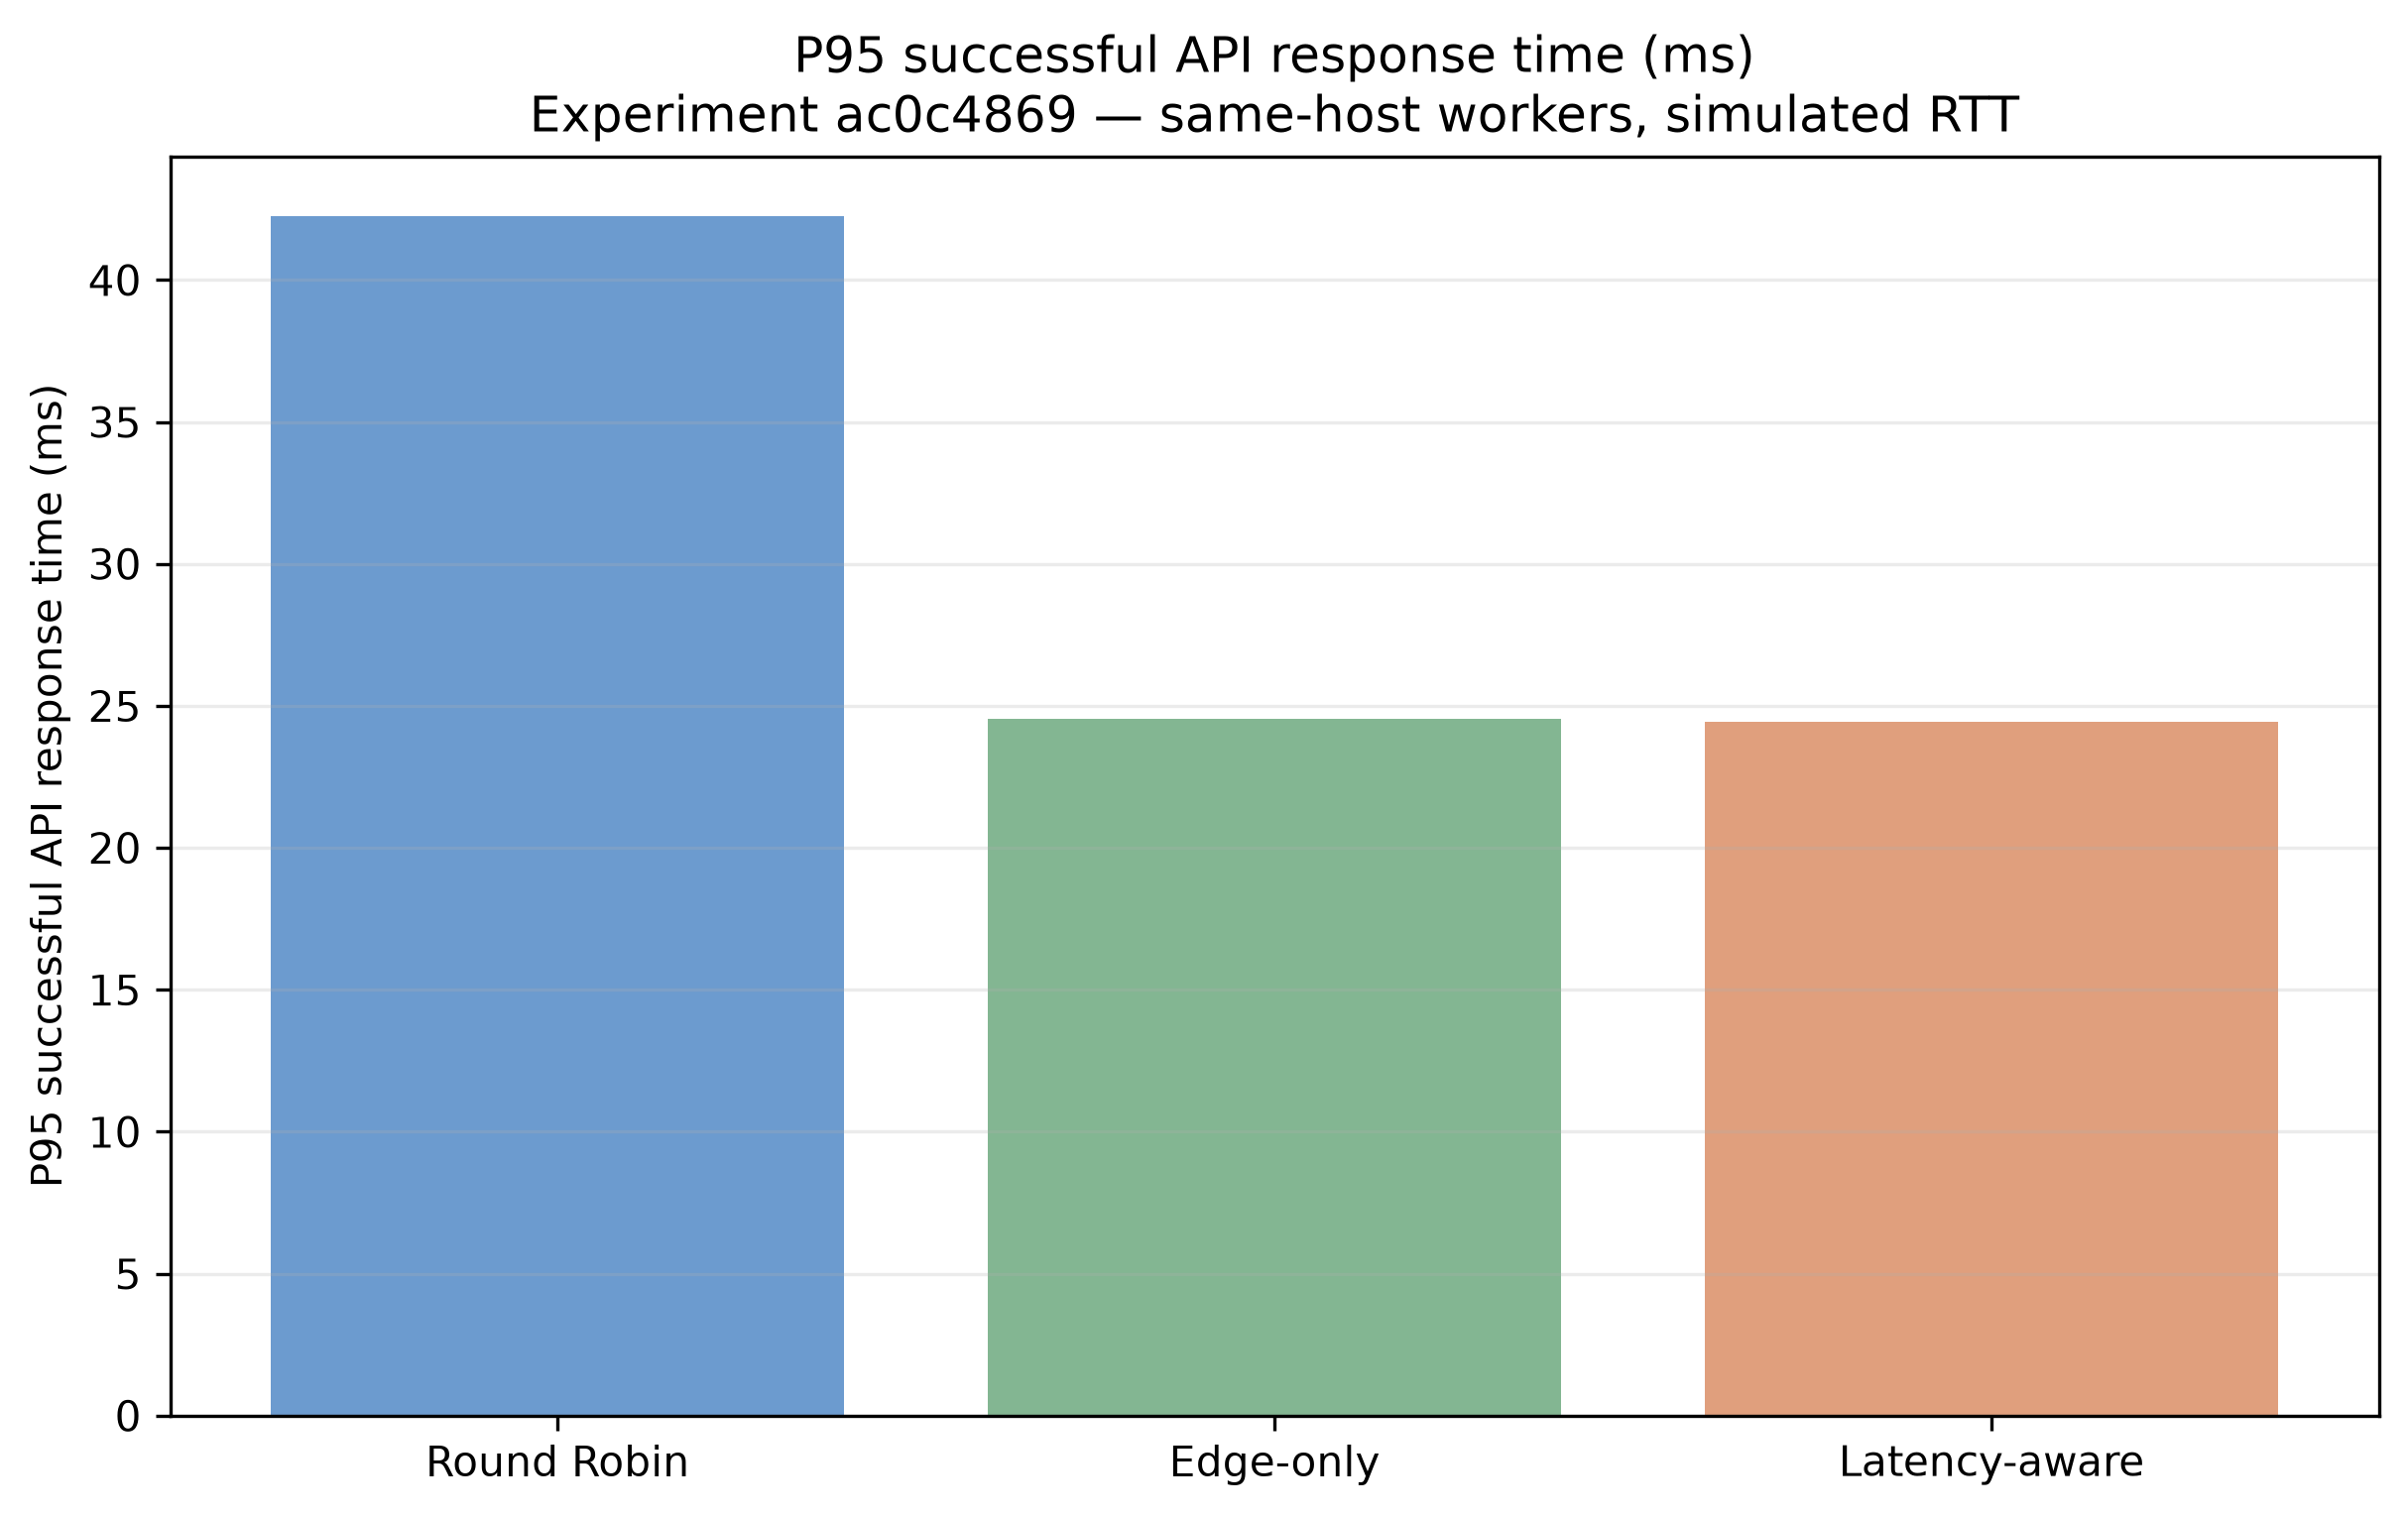 P95 successful API response time (ms)
Experiment ac0c4869 — same-host workers, simulated RTT
P95 successful API response time (ms)
40
35
30
25
20
15
10
5
0
Round Robin
Edge-only
Latency-aware